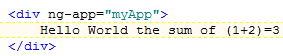 <div ng-app="myApp">
    Hello World the sum of (1+2)=3
</div>